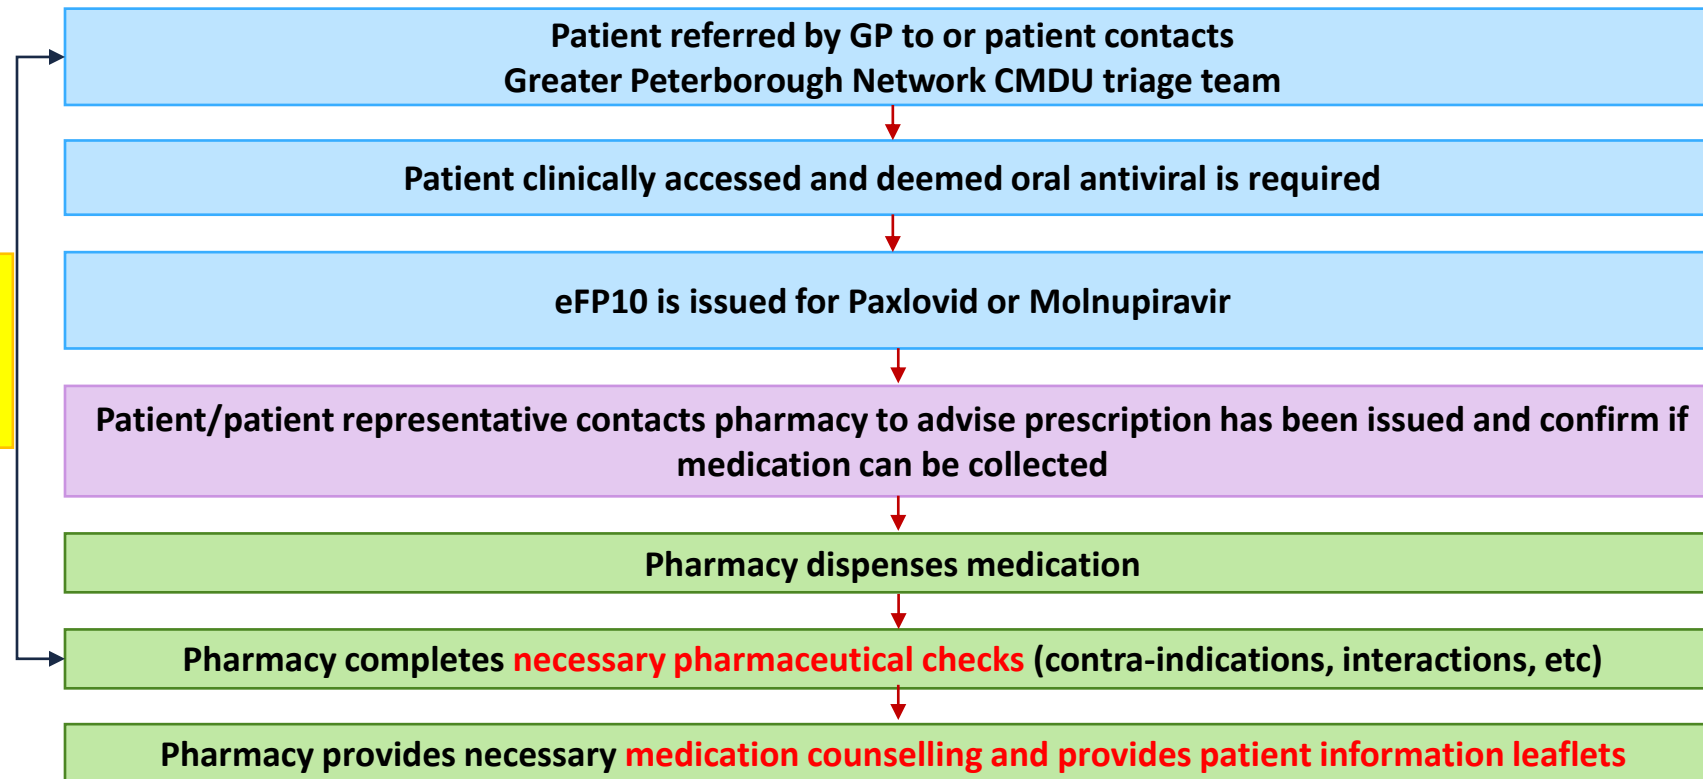 Patient referred by GP to or patient contacts
Greater Peterborough Network CMDU triage team
Patient clinically accessed and deemed oral antiviral is required
eFP10 is issued for Paxlovid or Molnupiravir
Patient/patient representative contacts pharmacy to advise prescription has been issued and confirm if
medication can be collected
Pharmacy dispenses medication
Pharmacy completes necessary pharmaceutical checks (contra-indications, interactions, etc)
Pharmacy provides necessary medication counselling and provides patient information leaflets